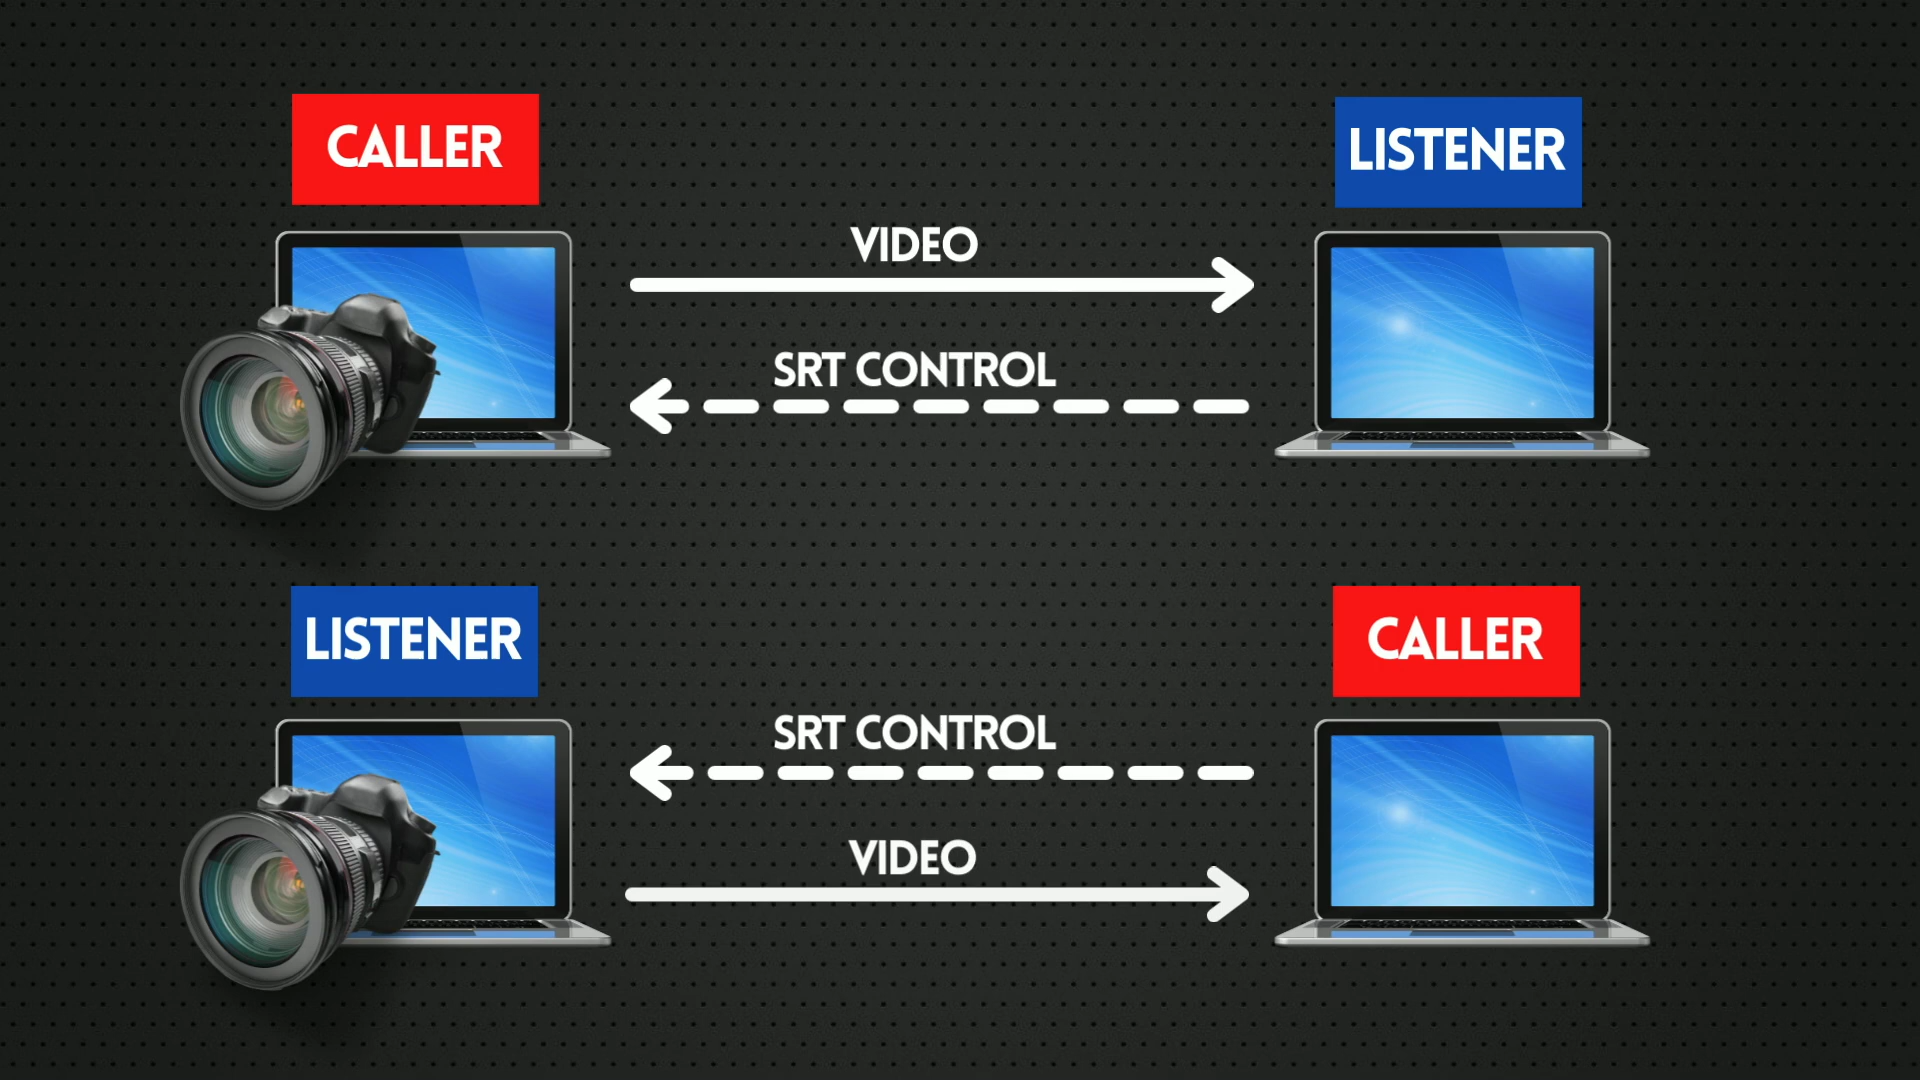 CALLER
LISTENER
VIDEO
SRT CONTROL
LISTENER
CALLER
SRT CONTROL
VIDEO